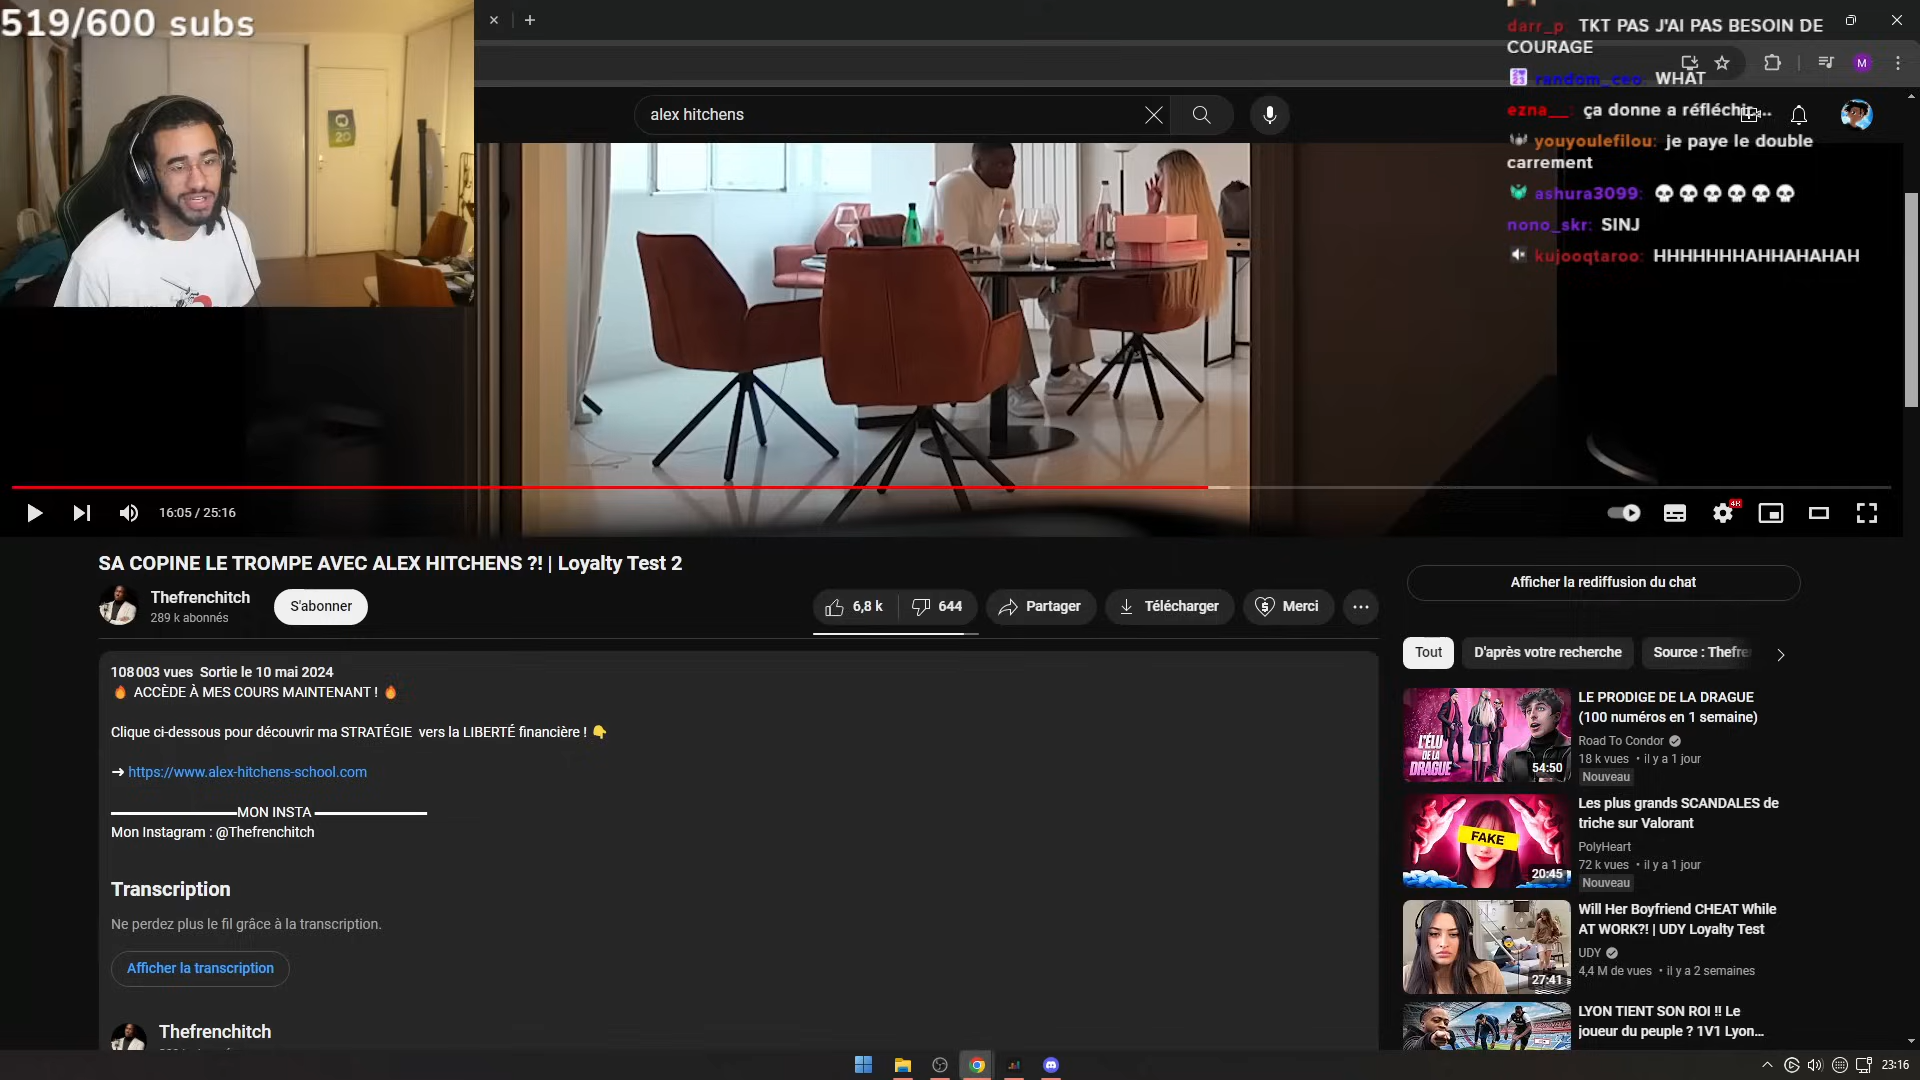 519/600 subs
alex hitchens
M
darr_p TKT PAS J'AI PAS BESOIN DE
COURAGE
random_ceo: WHAT
ezna__: ça donne a réfléchir...
youyoulefilou: je paye le double
carrement
ashura3099: 💀💀💀💀💀💀
nono_skr: SINJ
kujooqtaroo: HHHHHHHAHHAHAHAH
20
16:05 / 25:16
4K
SA COPINE LE TROMPE AVEC ALEX HITCHENS ?! | Loyalty Test 2
Thefrenchitch
289 k abonnés
S'abonner
6,8 k
644
Partager
Télécharger
Merci
108 003 vues Sortie le 10 mai 2024
🔥 ACCÈDE À MES COURS MAINTENANT ! 🔥
Clique ci-dessous pour découvrir ma STRATÉGIE vers la LIBERTÉ financière ! 👇
➜ https://www.alex-hitchens-school.com
MON INSTA
Mon Instagram : @Thefrenchitch
Transcription
Ne perdez plus le fil grâce à la transcription.
Afficher la transcription
Thefrenchitch
Afficher la rediffusion du chat
Tout
D'après votre recherche
Source : Thefre
L'ÉLU DE LA DRAGUE
54:50
LE PRODIGE DE LA DRAGUE
(100 numéros en 1 semaine)
Road To Condor
18 k vues • il y a 1 jour
Nouveau
FAKE
20:45
Les plus grands SCANDALES de
triche sur Valorant
PolyHeart
72 k vues • il y a 1 jour
Nouveau
27:41
Will Her Boyfriend CHEAT While
AT WORK?! | UDY Loyalty Test
UDY
4,4 M de vues • il y a 2 semaines
LYON TIENT SON ROI !! Le
joueur du peuple ? 1V1 Lyon...
23:16